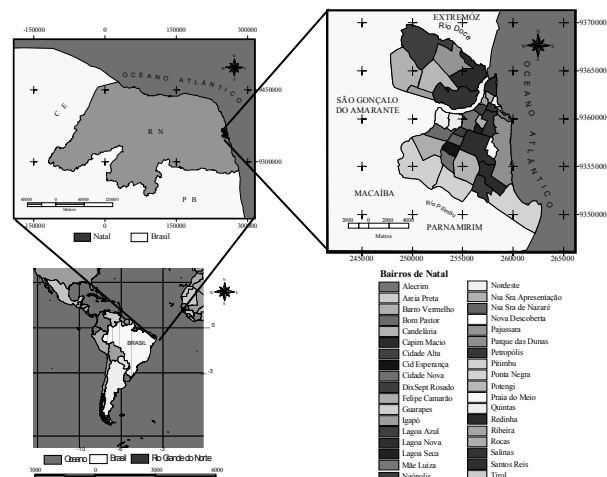 -150000 0 150000 300000
OCEANO ATLÂNTICO
9450000
9300000
C E
R N
P B
60000 0 60000 120000
Metros
-150000 0 150000 300000
Natal Brasil
EXTREMÓZ
Rio Doce
9370000
OCEANO ATLÂNTICO
SÃO GONÇALO
DO AMARANTE
9360000
9355000
MACAÍBA
Rio Pitimbu
PARNAMIRIM
9350000
2000 0 2000 4000
Metros
245000 250000 255000 260000 265000
BRASIL
0
-3
-10 -6 -3
Oceano Brasil Rio Grande do Norte
3000 0 3000 6000
Bairros de Natal
Alecrim
Areia Preta
Barro Vermelho
Bom Pastor
Candelária
Capim Macio
Cidade Alta
Cid Esperança
Cidade Nova
DixSept Rosado
Felipe Camarão
Guarapes
Igapó
Lagoa Azul
Lagoa Nova
Lagoa Seca
Mãe Luiza
Neópolis
Nordeste
Nsa Sra Apresentação
Nsa Sra de Nazaré
Nova Descoberta
Pajussara
Parque das Dunas
Petropólis
Pitimbu
Ponta Negra
Potengi
Praia do Meio
Quintas
Redinha
Ribeira
Rocas
Salinas
Santos Reis
Tirol